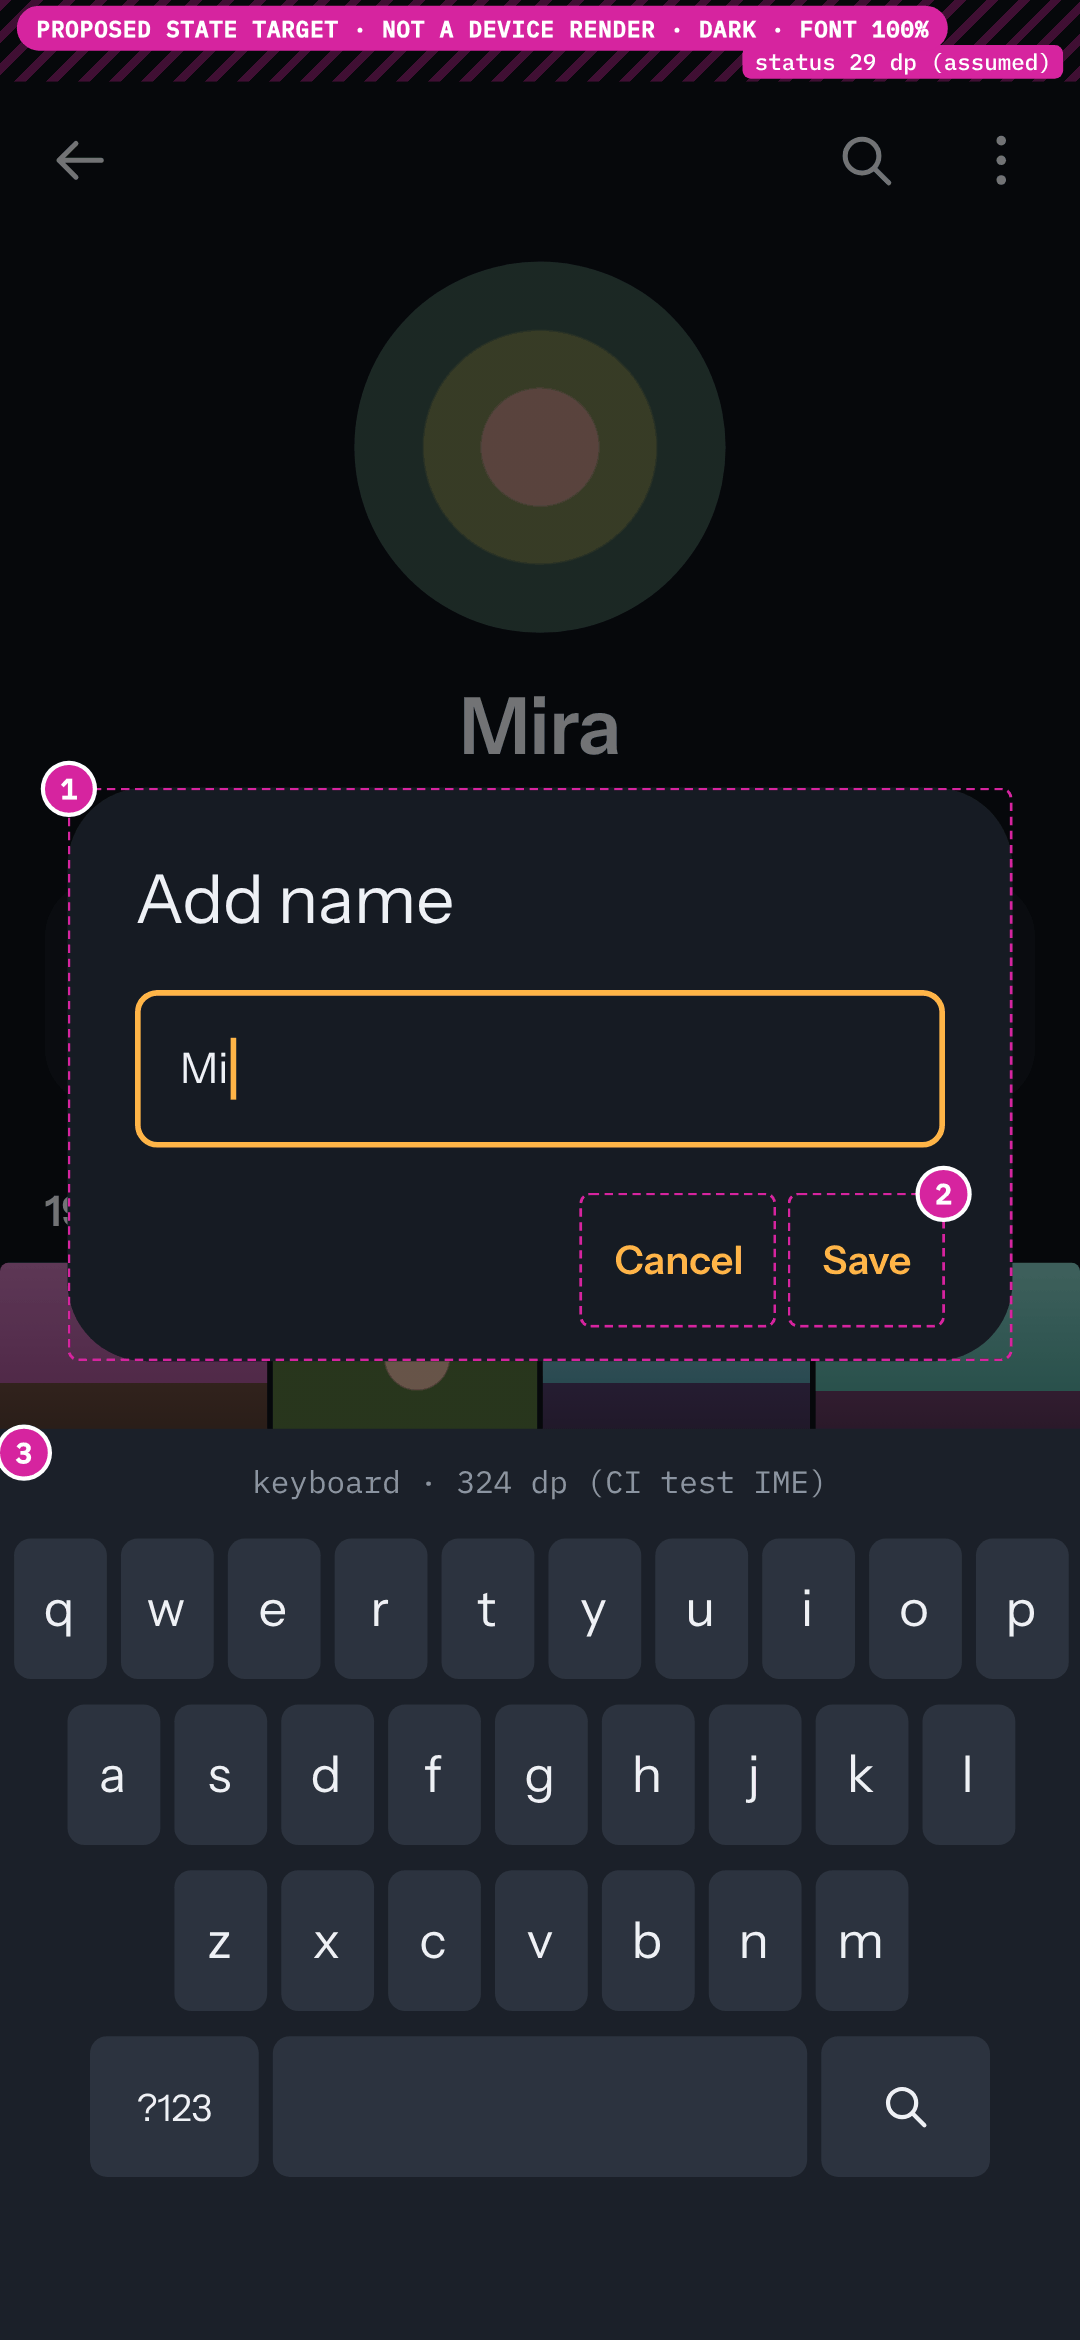 PROPOSED STATE TARGET · NOT A DEVICE RENDER · DARK · FONT 100%
status 29 dp (assumed)
Mira
1
Add name
Mi
2
Cancel Save
3
keyboard · 324 dp (CI test IME)
q w e r t y u i o p
a s d f g h j k l
z x c v b n m
?123